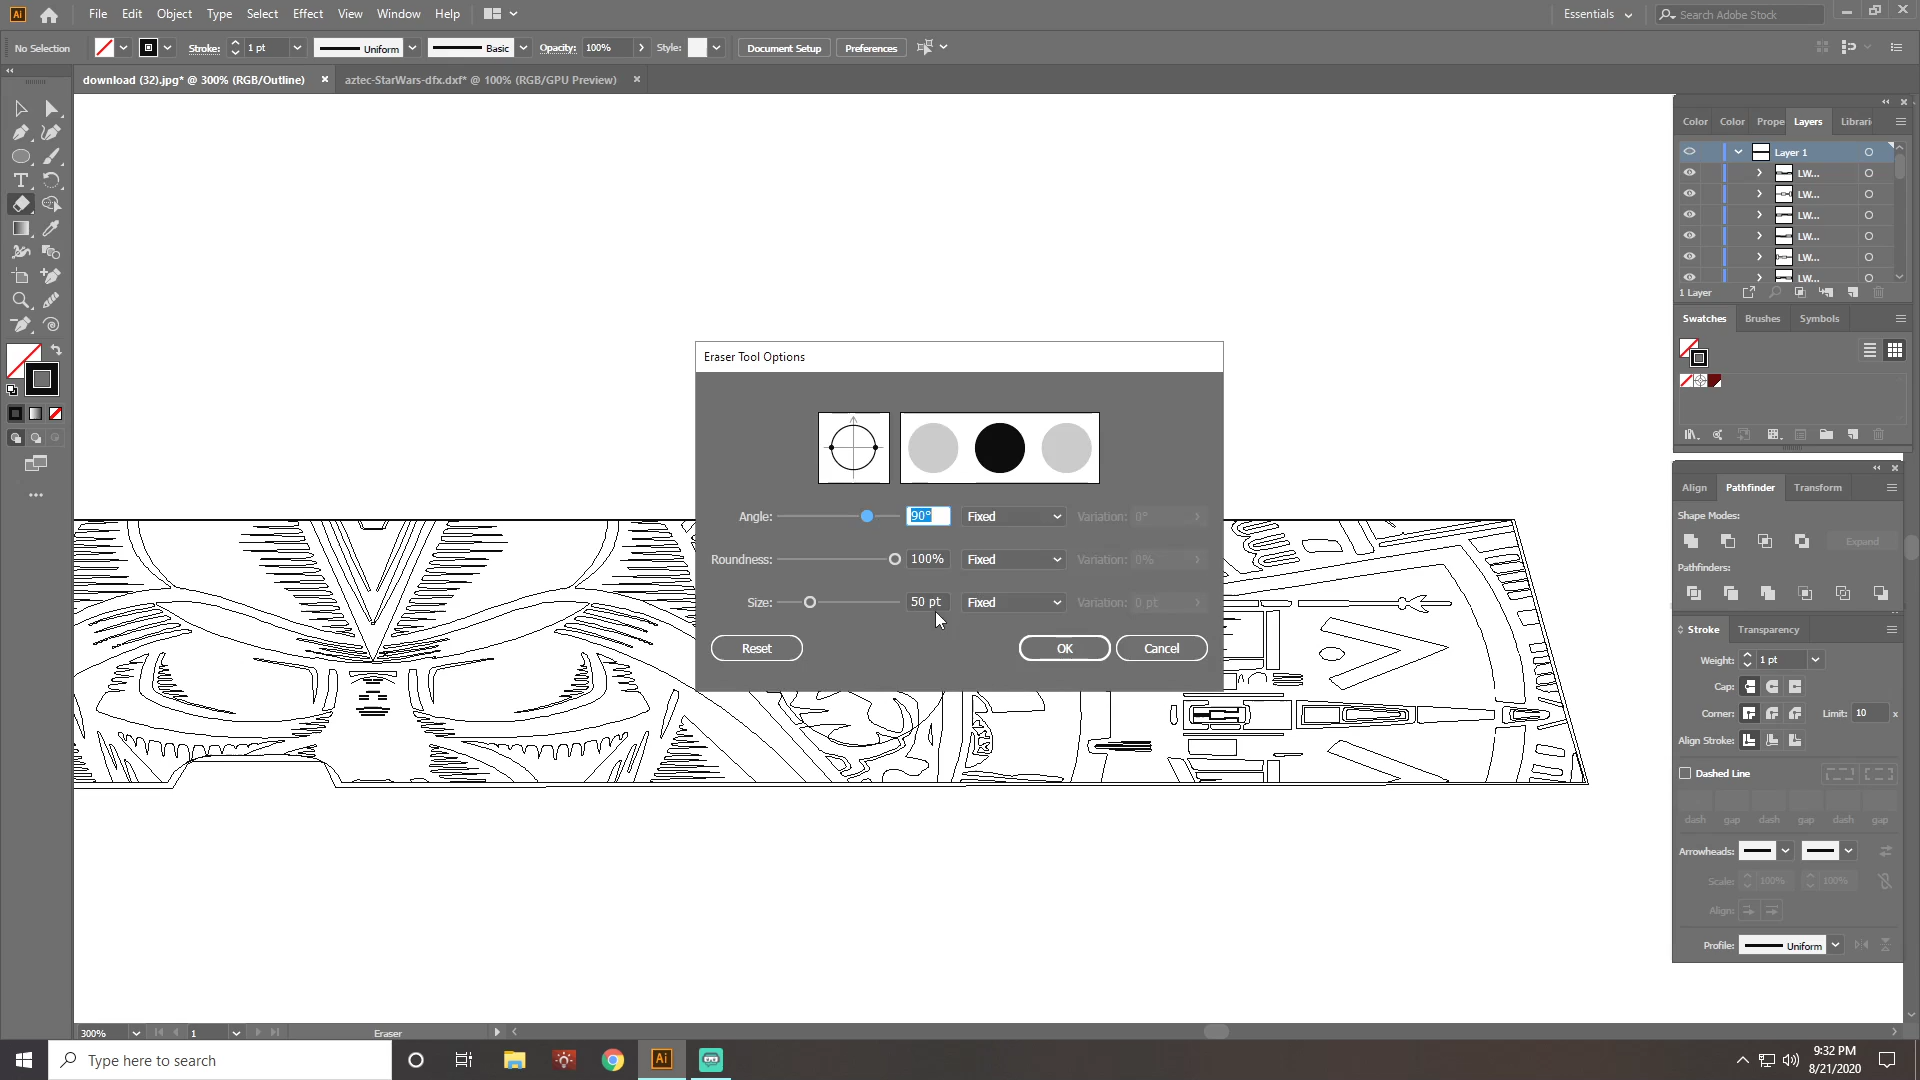 Ai File Edit Object Type Select Effect View Window Help
Essentials
Search Adobe Stock
No Selection Stroke: 1 pt Uniform Basic Opacity: 100% Style: Document Setup Preferences
download (32).jpg* @ 300% (RGB/Outline) × aztec-StarWars-dfx.dxf* @ 100% (RGB/GPU Preview) ×
Color Color Prope Layers Librari
Layer 1
LW...
LW...
LW...
LW...
LW...
LW...
1 Layer
Swatches Brushes Symbols
Eraser Tool Options
Angle: 90° Fixed Variation: 0°
Roundness: 100% Fixed Variation: 0%
Size: 50 pt Fixed Variation: 0 pt
Reset OK Cancel
Align Pathfinder Transform
Shape Modes:
Expand
Pathfinders:
Stroke Transparency
Weight: 1 pt
Cap:
Corner: Limit: 10 x
Align Stroke:
Dashed Line
dash gap dash gap dash gap
Arrowheads:
Scale: 100% 100%
Align:
Profile: Uniform
300% 1 Eraser
Type here to search
Ai
9:32 PM
8/21/2020